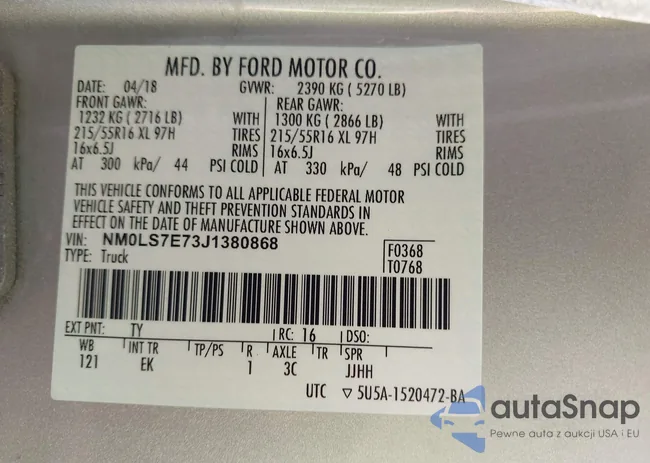 MFD. BY FORD MOTOR CO.
DATE: 04/18 GVWR: 2390 KG ( 5270 LB)
FRONT GAWR: REAR GAWR:
1232 KG ( 2716 LB) WITH 1300 KG ( 2866 LB) WITH
215/55R16 XL 97H TIRES 215/55R16 XL 97H TIRES
16x6.5J RIMS 16x6.5J RIMS
AT 300 kPa/ 44 PSI COLD AT 330 kPa/ 48 PSI COLD
THIS VEHICLE CONFORMS TO ALL APPLICABLE FEDERAL MOTOR
VEHICLE SAFETY AND THEFT PREVENTION STANDARDS IN
EFFECT ON THE DATE OF MANUFACTURE SHOWN ABOVE.
VIN: NM0LS7E73J1380868 F0368
TYPE: Truck T0768
EXT PNT: TY RC: 16 DSO:
WB INT TR TP/PS R AXLE TR SPR
121 EK 1 3C JJHH
UTC ▽ 5U5A-1520472-BA
autaSnap
Pewne auta z aukcji USA i EU